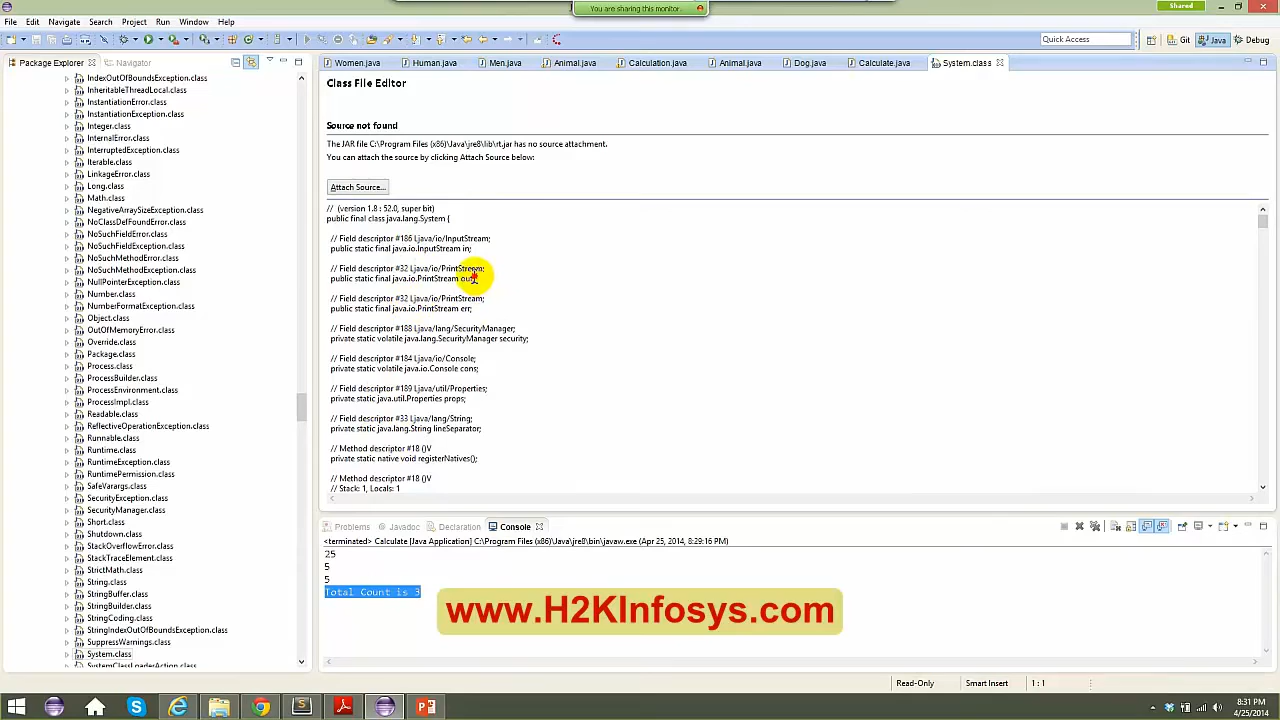 You are sharing this monitor.
Shared
File Edit Navigate Search Project Run Window Help
Quick Access
Git Java Debug
Package Explorer Navigator
Women.java Human.java Men.java Animal.java Calculation.java Animal.java Dog.java Calculate.java System.class
IndexOutOfBoundsException.class
InheritableThreadLocal.class
InstantiationError.class
InstantiationException.class
Integer.class
InternalError.class
InterruptedException.class
Iterable.class
LinkageError.class
Long.class
Math.class
NegativeArraySizeException.class
NoClassDefFoundError.class
NoSuchFieldError.class
NoSuchFieldException.class
NoSuchMethodError.class
NoSuchMethodException.class
NullPointerException.class
Number.class
NumberFormatException.class
Object.class
OutOfMemoryError.class
Override.class
Package.class
Process.class
ProcessBuilder.class
ProcessEnvironment.class
ProcessImpl.class
Readable.class
ReflectiveOperationException.class
Runnable.class
Runtime.class
RuntimeException.class
RuntimePermission.class
SafeVarargs.class
SecurityException.class
SecurityManager.class
Short.class
Shutdown.class
StackOverflowError.class
StackTraceElement.class
StrictMath.class
String.class
StringBuffer.class
StringBuilder.class
StringCoding.class
StringIndexOutOfBoundsException.class
SuppressWarnings.class
System.class
SystemClassLoaderAction.class
Class File Editor
Source not found
The JAR file C:\Program Files (x86)\Java\jre8\lib\rt.jar has no source attachment.
You can attach the source by clicking Attach Source below:
Attach Source...
// (version 1.8 : 52.0, super bit)
public final class java.lang.System {
// Field descriptor #186 Ljava/io/InputStream;
public static final java.io.InputStream in;
// Field descriptor #32 Ljava/io/PrintStream;
public static final java.io.PrintStream out;
// Field descriptor #32 Ljava/io/PrintStream;
public static final java.io.PrintStream err;
// Field descriptor #188 Ljava/lang/SecurityManager;
private static volatile java.lang.SecurityManager security;
// Field descriptor #184 Ljava/io/Console;
private static volatile java.io.Console cons;
// Field descriptor #189 Ljava/util/Properties;
private static java.util.Properties props;
// Field descriptor #33 Ljava/lang/String;
private static java.lang.String lineSeparator;
// Method descriptor #18 ()V
private static native void registerNatives();
// Method descriptor #18 ()V
// Stack: 1, Locals: 1
Problems Javadoc Declaration Console
<terminated> Calculate [Java Application] C:\Program Files (x86)\Java\jre8\bin\javaw.exe (Apr 25, 2014, 8:29:16 PM)
25
5
5
Total Count is 3
www.H2KInfosys.com
Read-Only Smart Insert 1 : 1
8:31 PM
4/25/2014